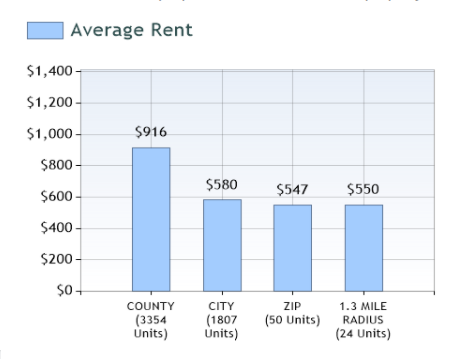 Average Rent
$1,400
$1,200
$1,000
$800
$600
$400
$200
$0
$916
$580
$547
$550
COUNTY
(3354
Units)
CITY
(1807
Units)
ZIP
(50 Units)
1.3 MILE
RADIUS
(24 Units)